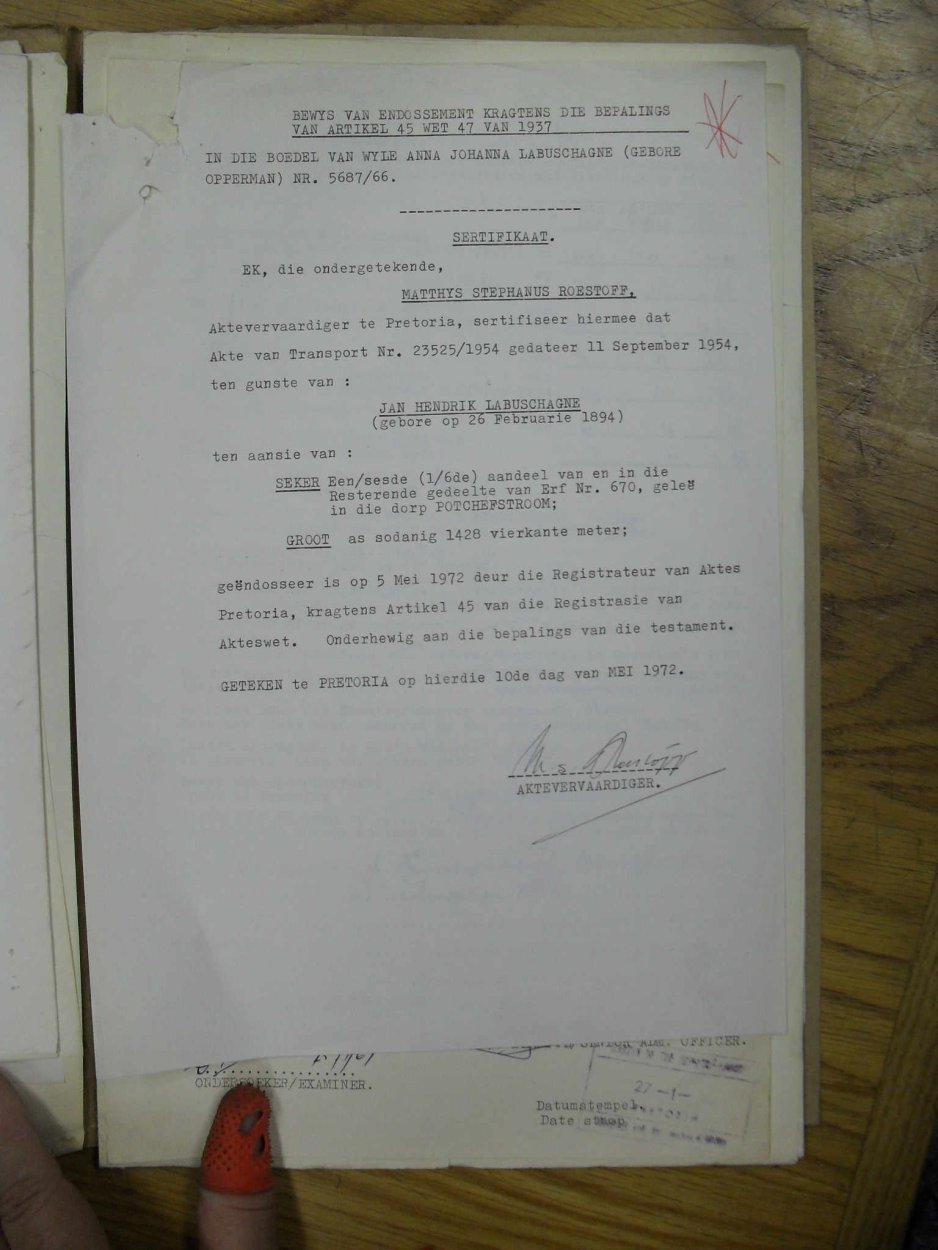 BEWYS VAN ENDOSSEMENT KRAGTENS DIE BEPALINGS
VAN ARTIKEL 45 WET 47 VAN 1937
IN DIE BOEDEL VAN WYLE ANNA JOHANNA LABUSCHAGNE (GEBORE
OPPERMAN) NR. 5687/66.
---------------------
SERTIFIKAAT.
EK, die ondergetekende,
MATTHYS STEPHANUS ROESTOFF,
Aktevervaardiger te Pretoria, sertifiseer hiermee dat
Akte van Transport Nr. 23525/1954 gedateer 11 September 1954,
ten gunste van :
JAN HENDRIK LABUSCHAGNE
(gebore op 26 Februarie 1894)
ten aansie van :
SEKER Een/sesde (1/6de) aandeel van en in die
Resterende gedeelte van Erf Nr. 670, geleë
in die dorp POTCHEFSTROOM;
GROOT as sodanig 1428 vierkante meter;
geëndosseer is op 5 Mei 1972 deur die Registrateur van Aktes
Pretoria, kragtens Artikel 45 van die Registrasie van
Akteswet. Onderhewig aan die bepalings van die testament.
GETEKEN te PRETORIA op hierdie 10de dag van MEI 1972.
M. S. Roestoff
AKTEVERVAARDIGER.
SENIOR ADM. OFFICER.
ONDERSOEKER/EXAMINER.
27 -1-
Datumstempel.
Date stamp